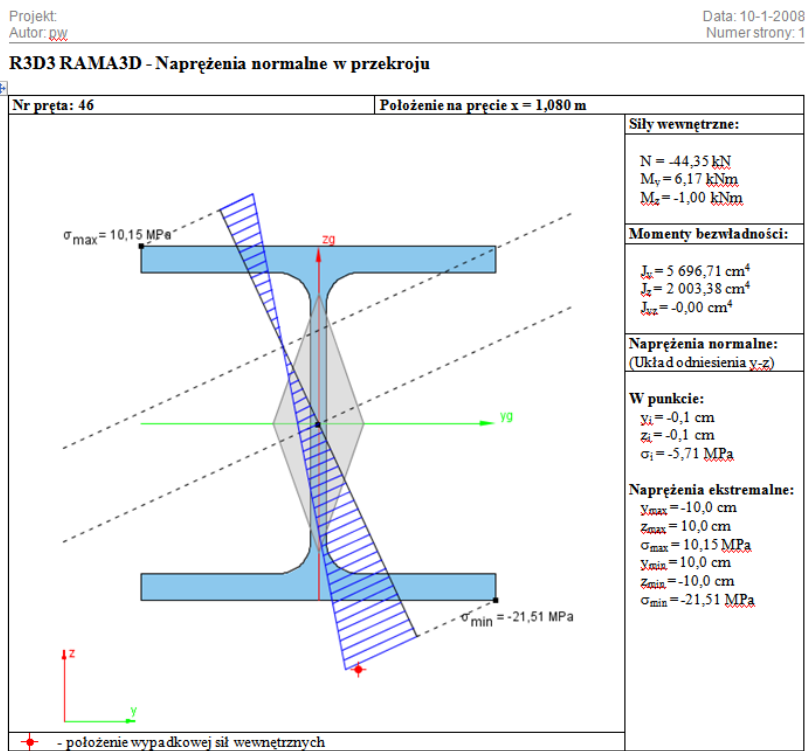 Projekt:
Data: 10-1-2008
Autor: pw
Numer strony: 1
R3D3 RAMA3D - Naprężenia normalne w przekroju
Nr pręta: 46
Położenie na pręcie x = 1,080 m
σmax = 10,15 MPa
zg
yg
σmin = -21,51 MPa
z
y
- położenie wypadkowej sił wewnętrznych
Siły wewnętrzne:
N = -44,35 kN
My = 6,17 kNm
Mz = -1,00 kNm
Momenty bezwładności:
Jy = 5 696,71 cm⁴
Jz = 2 003,38 cm⁴
Jyz = -0,00 cm⁴
Naprężenia normalne:
(Układ odniesienia y-z)
W punkcie:
yi = -0,1 cm
zi = -0,1 cm
σi = -5,71 MPa
Naprężenia ekstremalne:
ymax = -10,0 cm
zmax = 10,0 cm
σmax = 10,15 MPa
ymin = 10,0 cm
zmin = -10,0 cm
σmin = -21,51 MPa